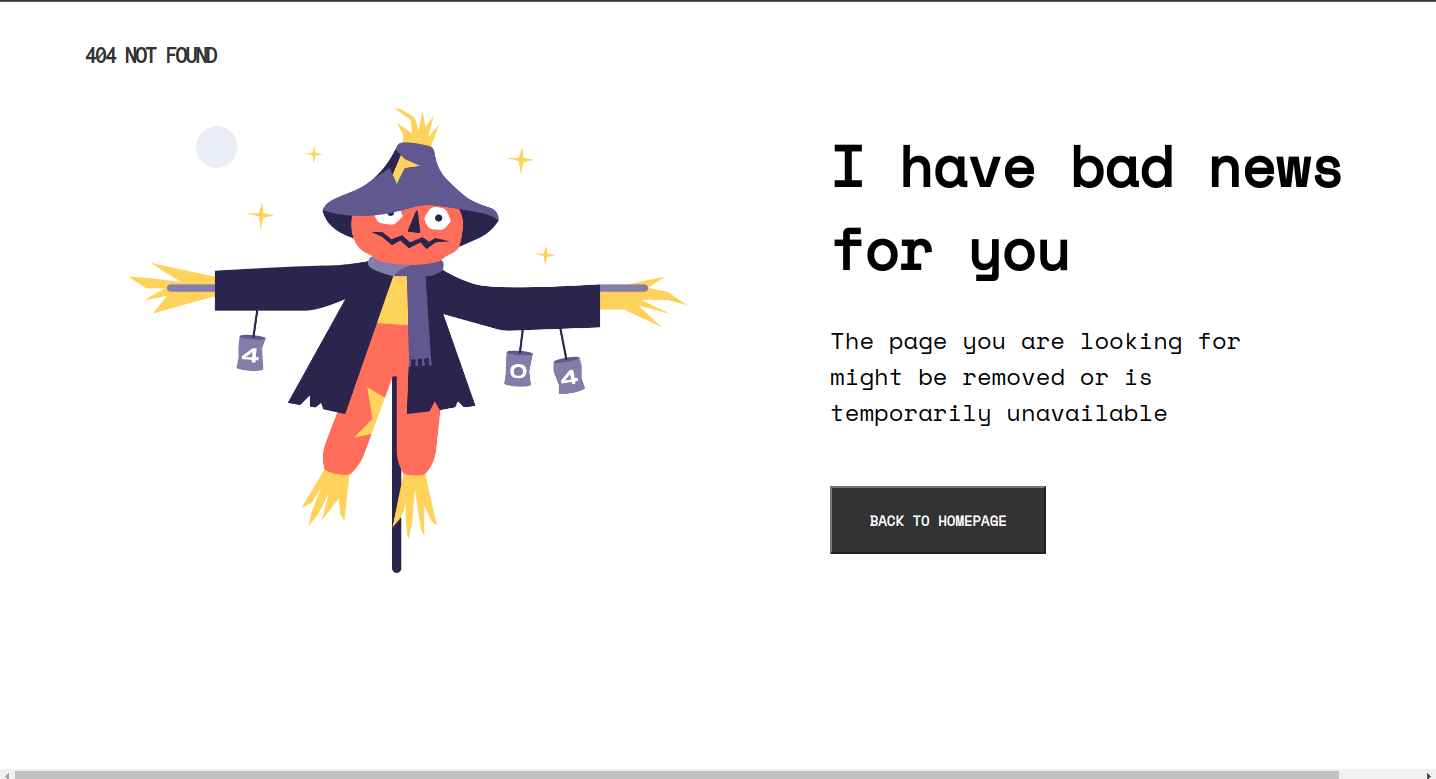 404 NOT FOUND
I have bad news
for you
The page you are looking for
might be removed or is
temporarily unavailable
4
0
4
BACK TO HOMEPAGE